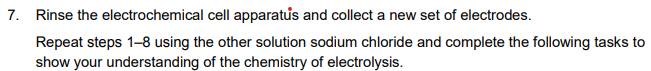 7. Rinse the electrochemical cell apparatus and collect a new set of electrodes.
Repeat steps 1–8 using the other solution sodium chloride and complete the following tasks to
show your understanding of the chemistry of electrolysis.